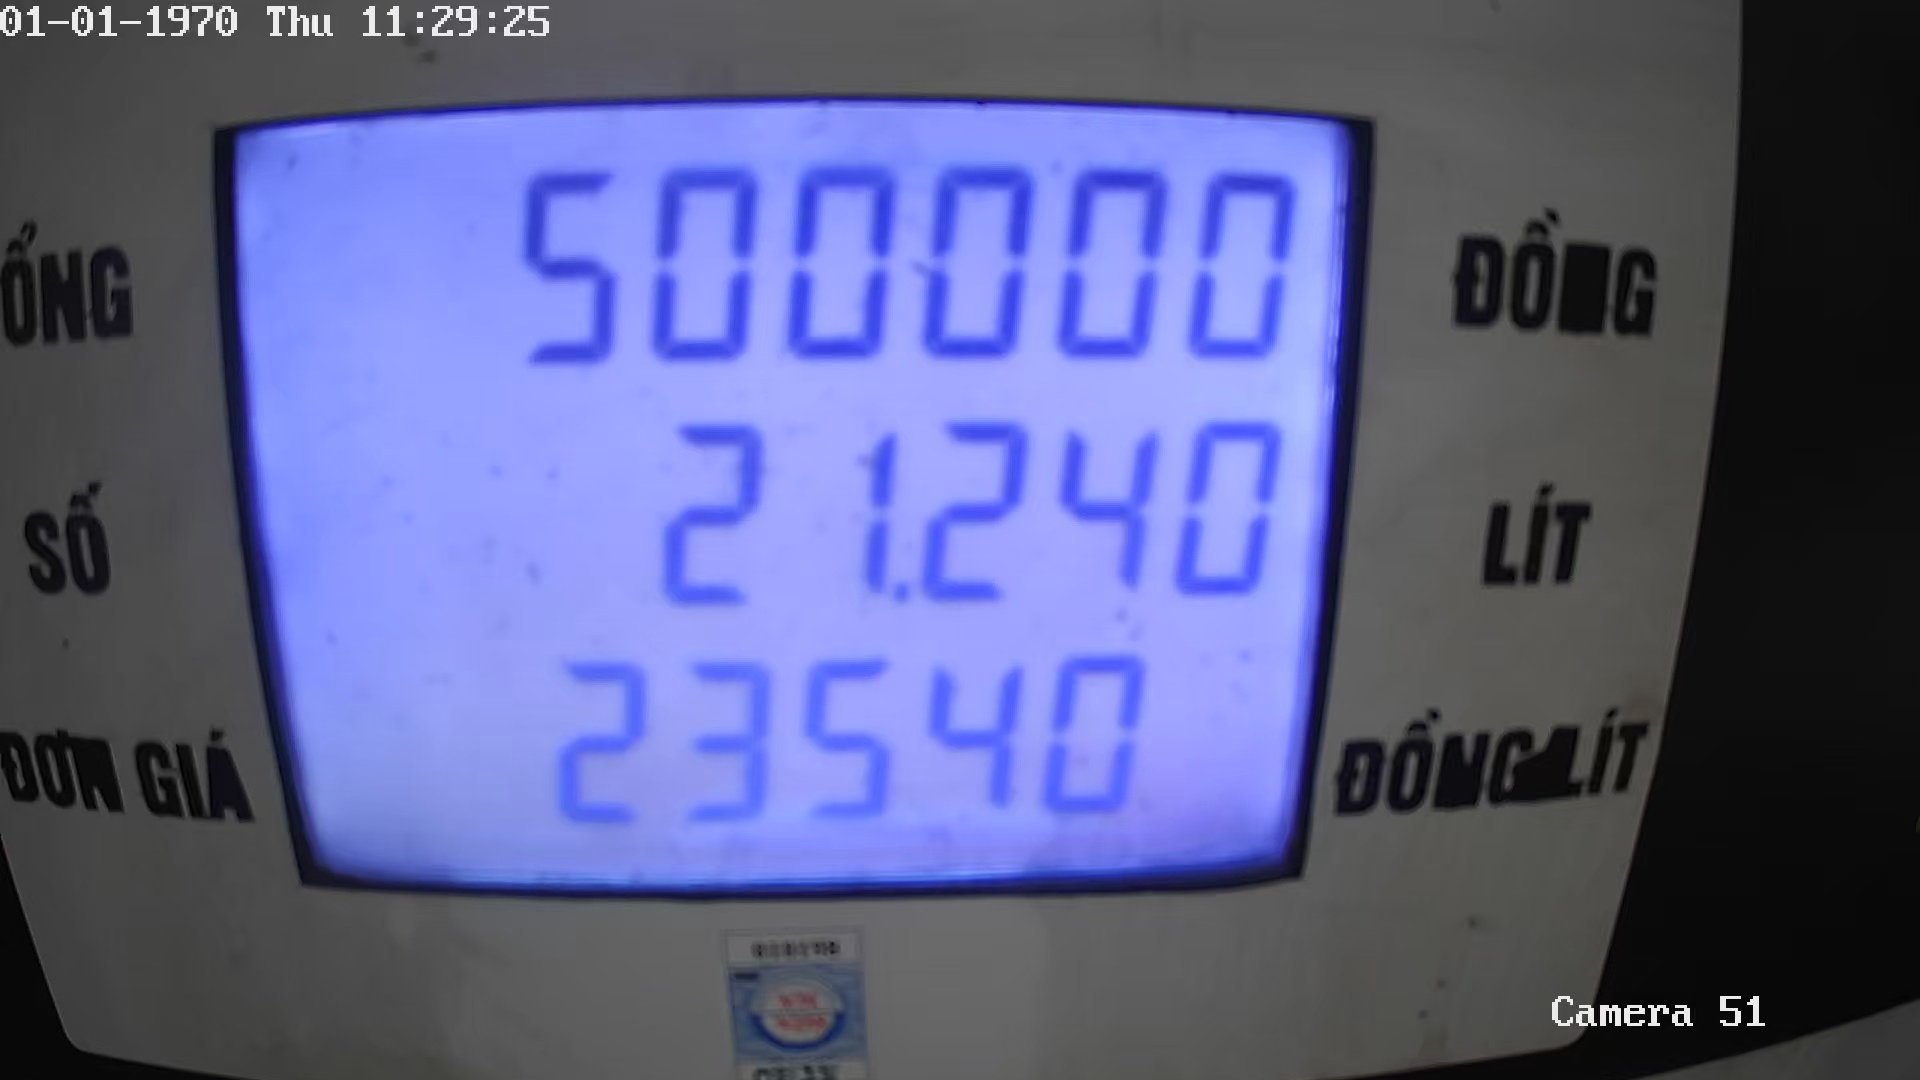 01-01-1970 Thu 11:29:25
500000
ỔNG
ĐỒNG
21.240
SỐ
LÍT
23540
ĐƠN GIÁ
ĐỒNG/LÍT
Camera 51